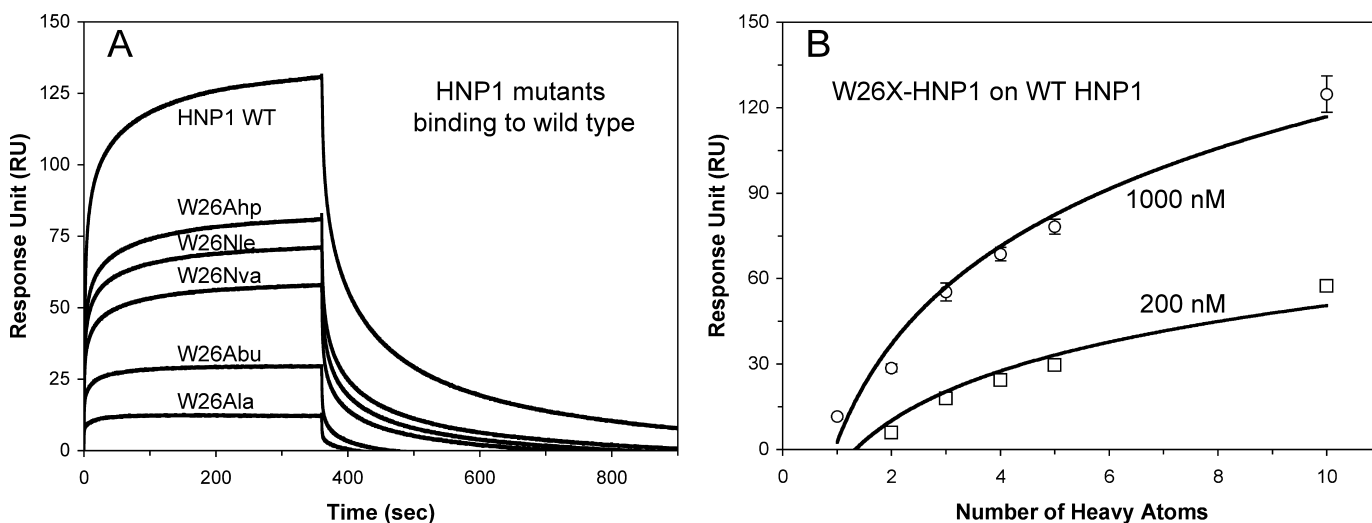 A
HNP1 mutants
binding to wild type
HNP1 WT
W26Ahp
W26Nle
W26Nva
W26Abu
W26Ala
150
125
100
75
50
25
0
Response Unit (RU)
0 200 400 600 800
Time (sec)
B
W26X-HNP1 on WT HNP1
1000 nM
200 nM
150
120
90
60
30
0
Response Unit (RU)
0 2 4 6 8 10
Number of Heavy Atoms